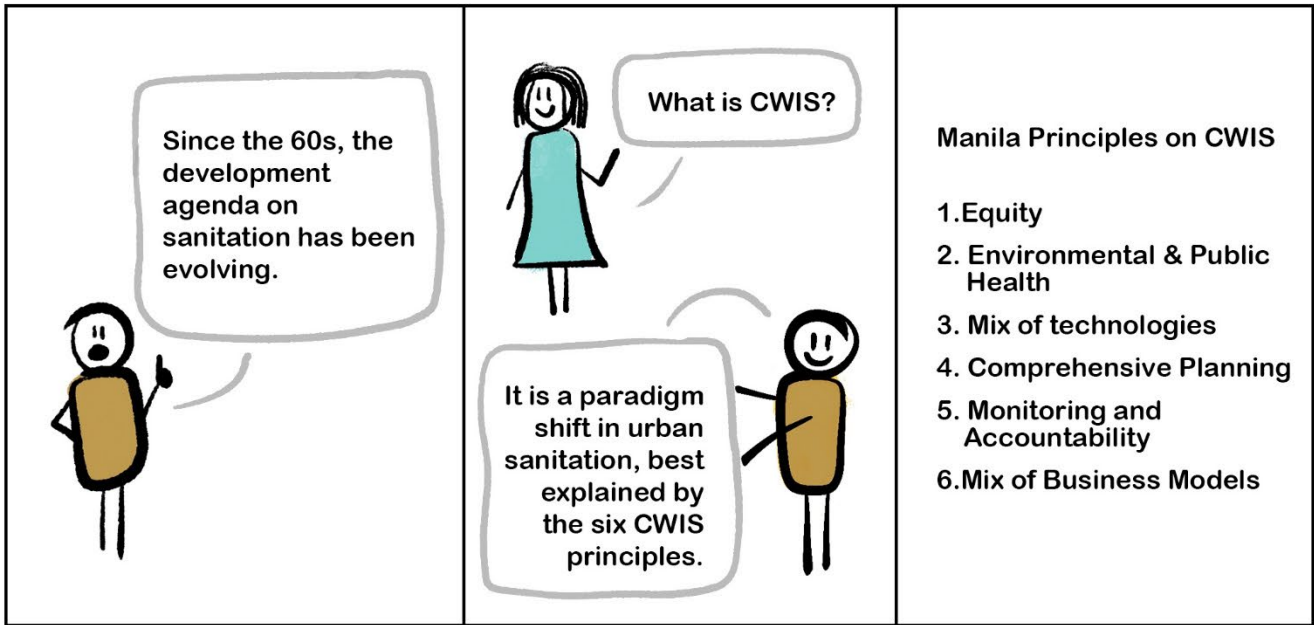 Since the 60s, the
development
agenda on
sanitation has been
evolving.
What is CWIS?
It is a paradigm
shift in urban
sanitation, best
explained by
the six CWIS
principles.
Manila Principles on CWIS
1.Equity
2. Environmental & Public
Health
3. Mix of technologies
4. Comprehensive Planning
5. Monitoring and
Accountability
6.Mix of Business Models